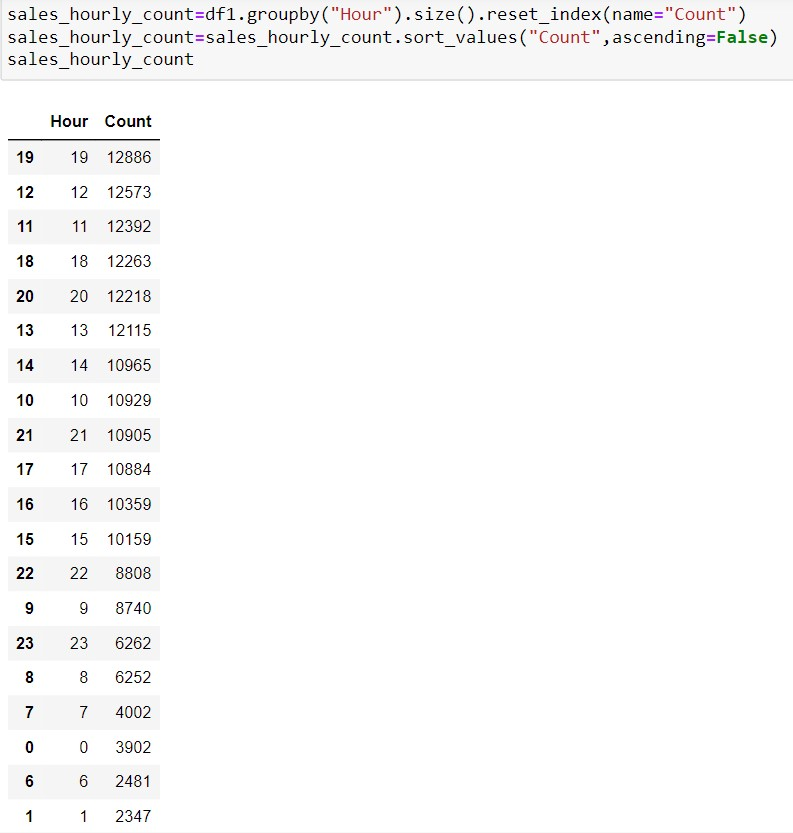 sales_hourly_count=df1.groupby("Hour").size().reset_index(name="Count")
sales_hourly_count=sales_hourly_count.sort_values("Count",ascending=False)
sales_hourly_count
Hour Count
19 19 12886
12 12 12573
11 11 12392
18 18 12263
20 20 12218
13 13 12115
14 14 10965
10 10 10929
21 21 10905
17 17 10884
16 16 10359
15 15 10159
22 22 8808
9 9 8740
23 23 6262
8 8 6252
7 7 4002
0 0 3902
6 6 2481
1 1 2347